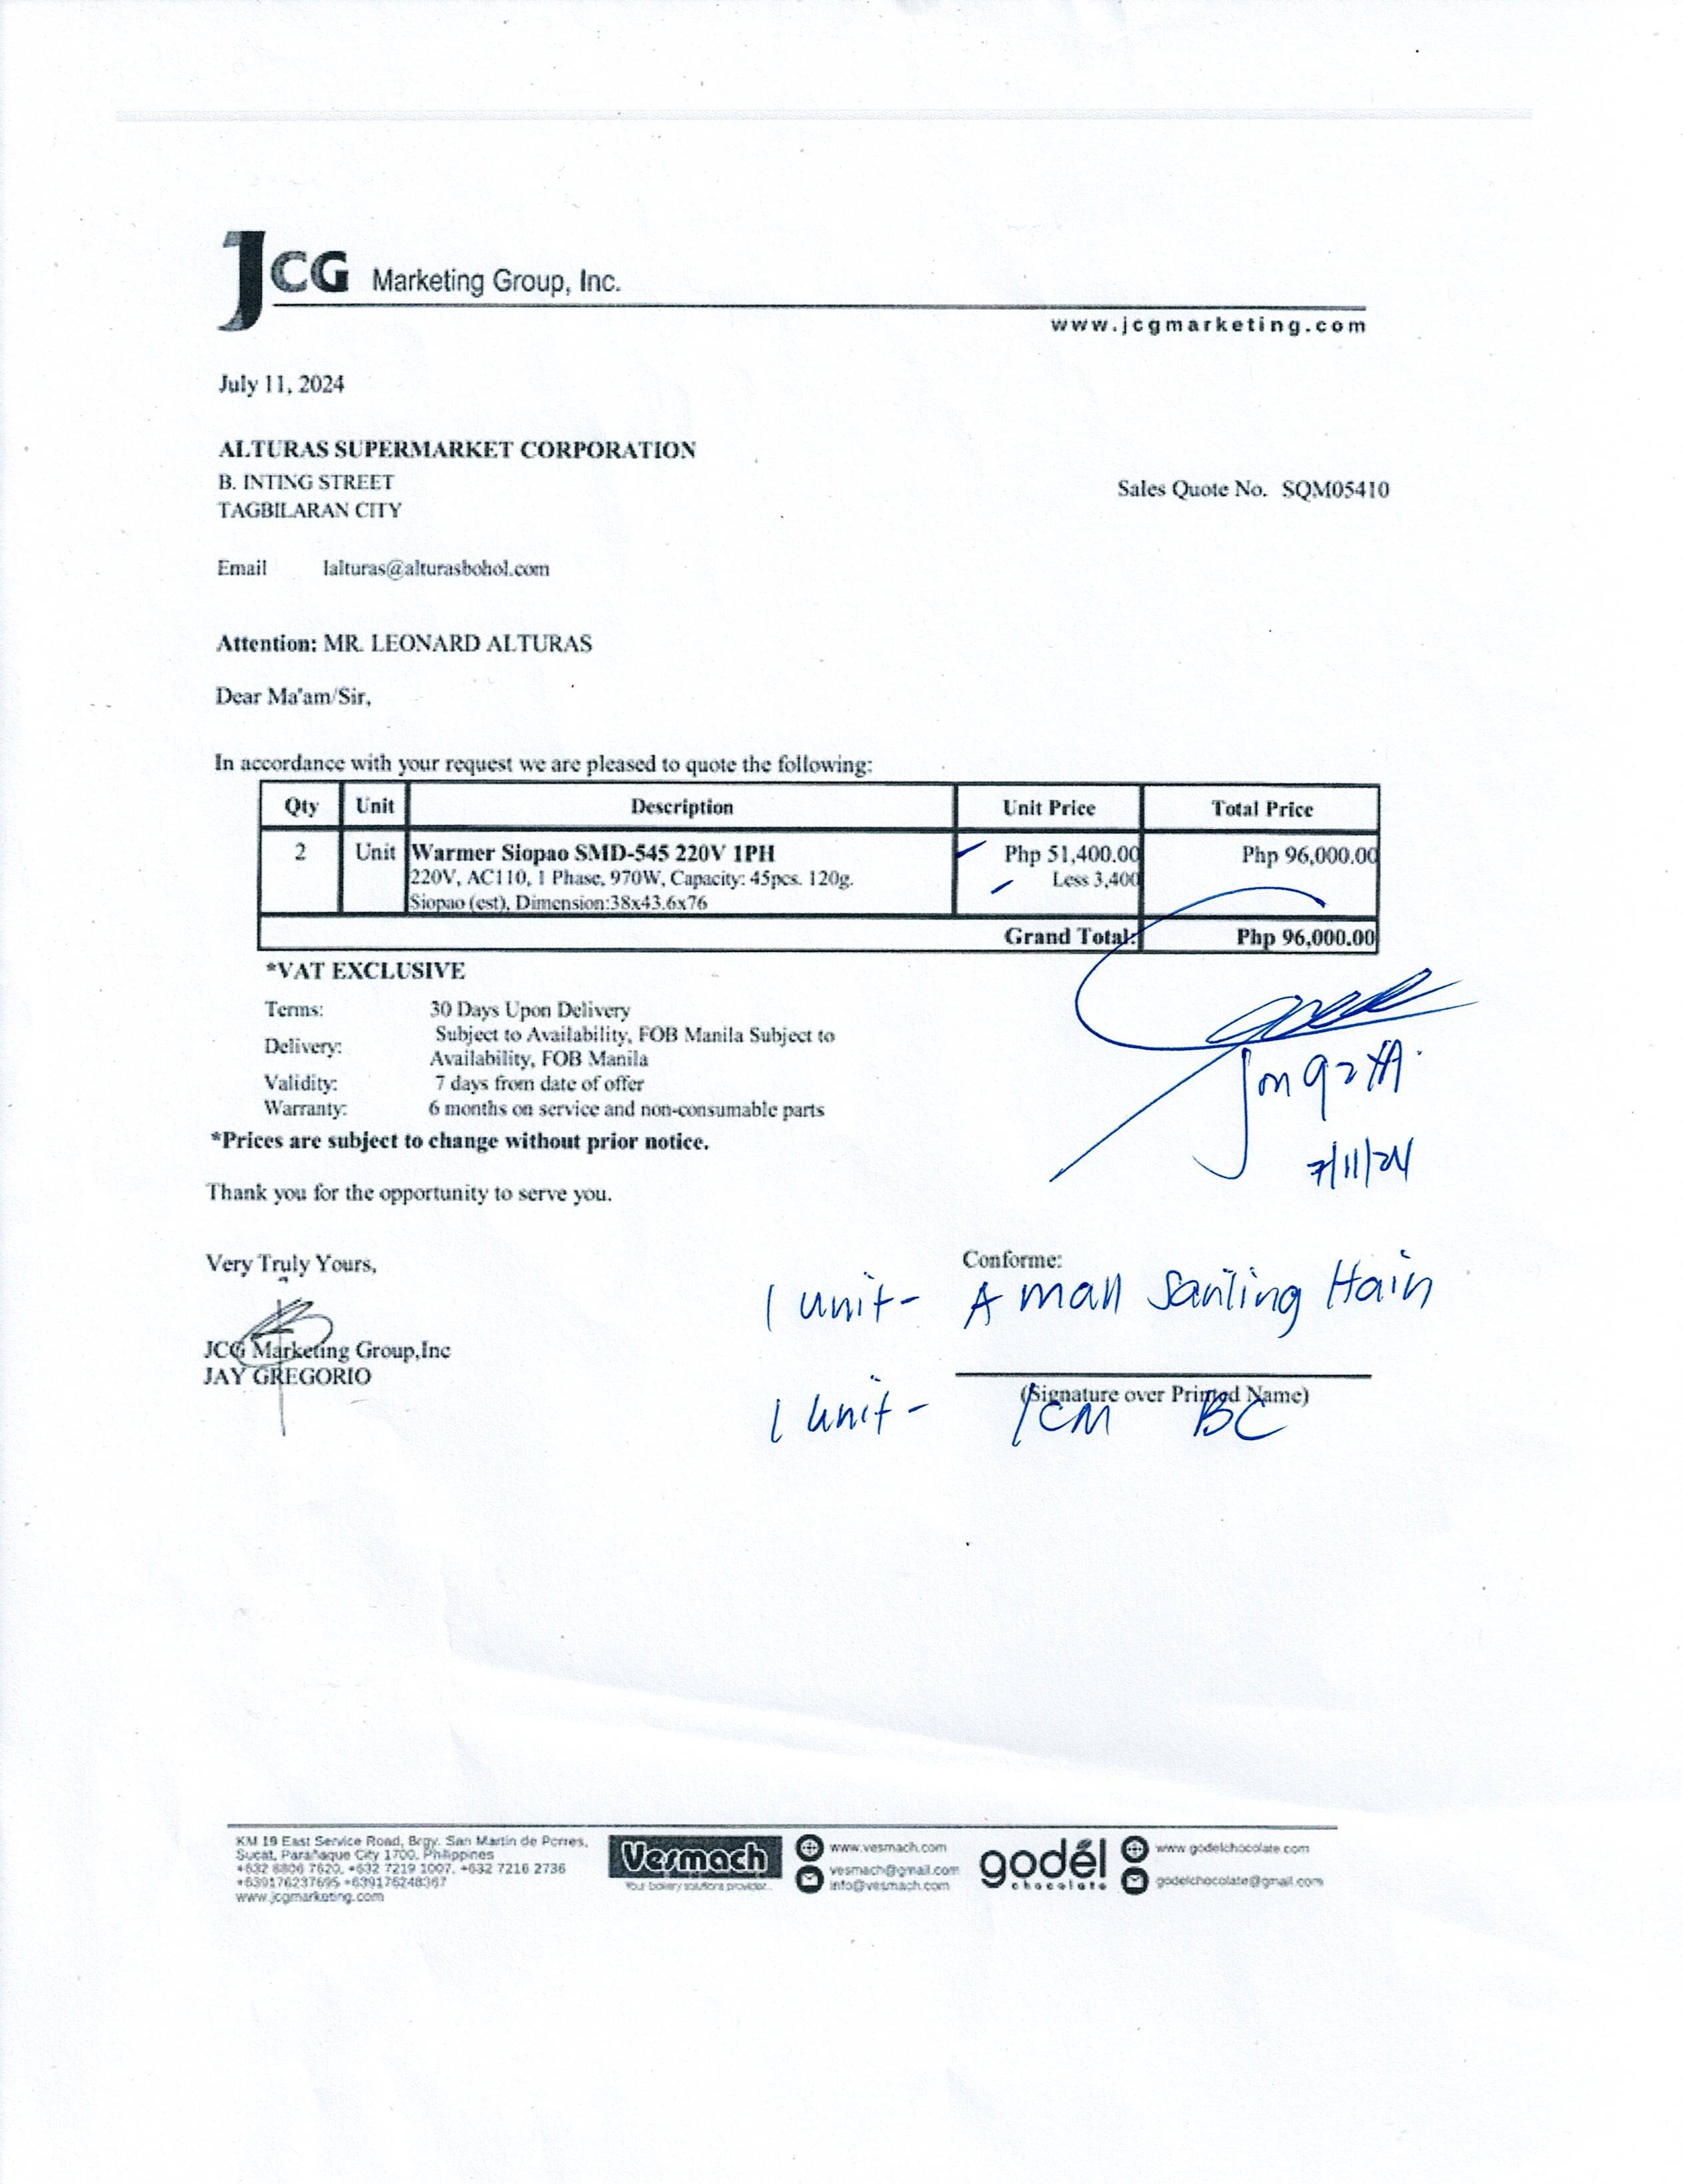 JCG Marketing Group, Inc.
www.jcgmarketing.com
July 11, 2024
ALTURAS SUPERMARKET CORPORATION
B. INTING STREET
TAGBILARAN CITY
Sales Quote No. SQM05410
Email lalturas@alturasbohol.com
Attention: MR. LEONARD ALTURAS
Dear Ma'am/Sir,
In accordance with your request we are pleased to quote the following:
Qty Unit Description Unit Price Total Price
2 Unit Warmer Siopao SMD-545 220V 1PH Php 51,400.00 Php 96,000.00
220V, AC110, 1 Phase, 970W, Capacity: 45pcs. 120g. Less 3,400
Siopao (est), Dimension:38x43.6x76
Grand Total: Php 96,000.00
*VAT EXCLUSIVE
Terms: 30 Days Upon Delivery
Delivery: Subject to Availability, FOB Manila Subject to
Availability, FOB Manila
Validity: 7 days from date of offer
Warranty: 6 months on service and non-consumable parts
*Prices are subject to change without prior notice.
7/11/24
Thank you for the opportunity to serve you.
Very Truly Yours,
Conforme:
1 unit- A mall Saniling Hain
JCG Marketing Group,Inc
JAY GREGORIO
(Signature over Printed Name)
1 unit- ICM BC
KM 19 East Service Road, Brgy. San Martin de Porres,
Sucat, Parañaque City 1700, Philippines
+632 8806 7620, +632 7219 1007, +632 7216 2736
+639176237695 +639176248367
www.jcgmarketing.com
Vesmach
Your bakery solutions provider...
www.vesmach.com
vesmach@gmail.com
info@vesmach.com
godél
chocolate
www.godelchocolate.com
godelchocolate@gmail.com